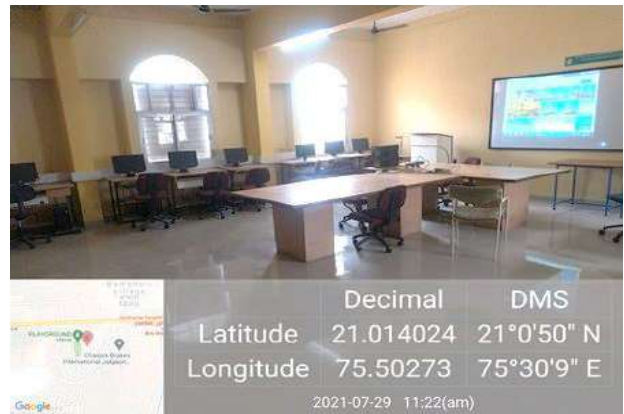 Decimal DMS
Latitude 21.014024 21°0'50" N
Longitude 75.50273 75°30'9" E
2021-07-29 11:22(am)
PLAYGROUND
Google